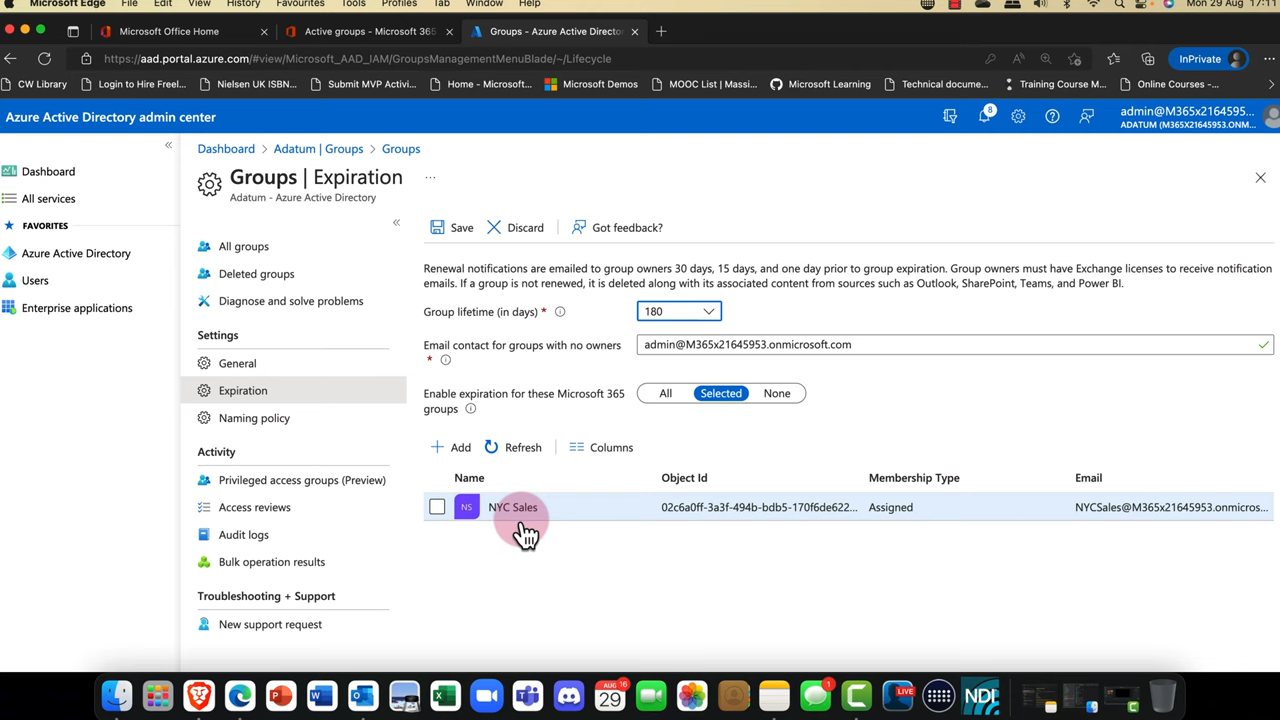 Microsoft Edge File Edit View History Favourites Tools Profiles Tab Window Help Mon 29 Aug 17:11
Microsoft Office Home
Active groups - Microsoft 365
Groups - Azure Active Directo
https://aad.portal.azure.com/#view/Microsoft_AAD_IAM/GroupsManagementMenuBlade/~/Lifecycle
InPrivate
CW Library Login to Hire Freel... Nielsen UK ISBN... Submit MVP Activi... Home - Microsoft... Microsoft Demos MOOC List | Massi... Microsoft Learning Technical docume... Training Course M... Online Courses -...
Azure Active Directory admin center
8
admin@M365x2164595...
ADATUM (M365X21645953.ONM...
Dashboard
All services
FAVORITES
Azure Active Directory
Users
Enterprise applications
Dashboard > Adatum | Groups > Groups
Groups | Expiration ...
Adatum - Azure Active Directory
All groups
Deleted groups
Diagnose and solve problems
Settings
General
Expiration
Naming policy
Activity
Privileged access groups (Preview)
Access reviews
Audit logs
Bulk operation results
Troubleshooting + Support
New support request
Save Discard Got feedback?
Renewal notifications are emailed to group owners 30 days, 15 days, and one day prior to group expiration. Group owners must have Exchange licenses to receive notification
emails. If a group is not renewed, it is deleted along with its associated content from sources such as Outlook, SharePoint, Teams, and Power BI.
Group lifetime (in days) * 180
Email contact for groups with no owners admin@M365x21645953.onmicrosoft.com
*
Enable expiration for these Microsoft 365 All Selected None
groups
Add Refresh Columns
Name Object Id Membership Type Email
NS NYC Sales 02c6a0ff-3a3f-494b-bdb5-170f6de622... Assigned NYCSales@M365x21645953.onmicros...
AUG 16
29
1
LIVE
NDI